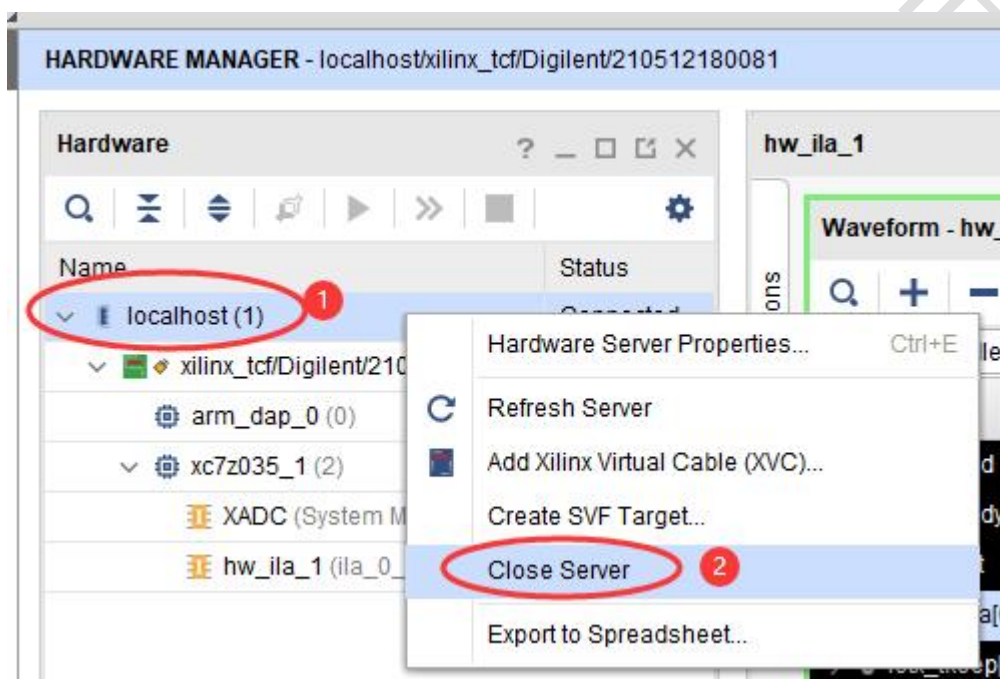 HARDWARE MANAGER - localhost/xilinx_tcf/Digilent/210512180081
Hardware
?
hw_ila_1
Waveform - hw_
Name
Status
ons
localhost (1)
1
Connected
Hardware Server Properties...
Ctrl+E
xilinx_tcf/Digilent/210
Refresh Server
arm_dap_0 (0)
Add Xilinx Virtual Cable (XVC)...
xc7z035_1 (2)
Create SVF Target...
XADC (System M
Close Server
2
hw_ila_1 (ila_0_
Export to Spreadsheet...